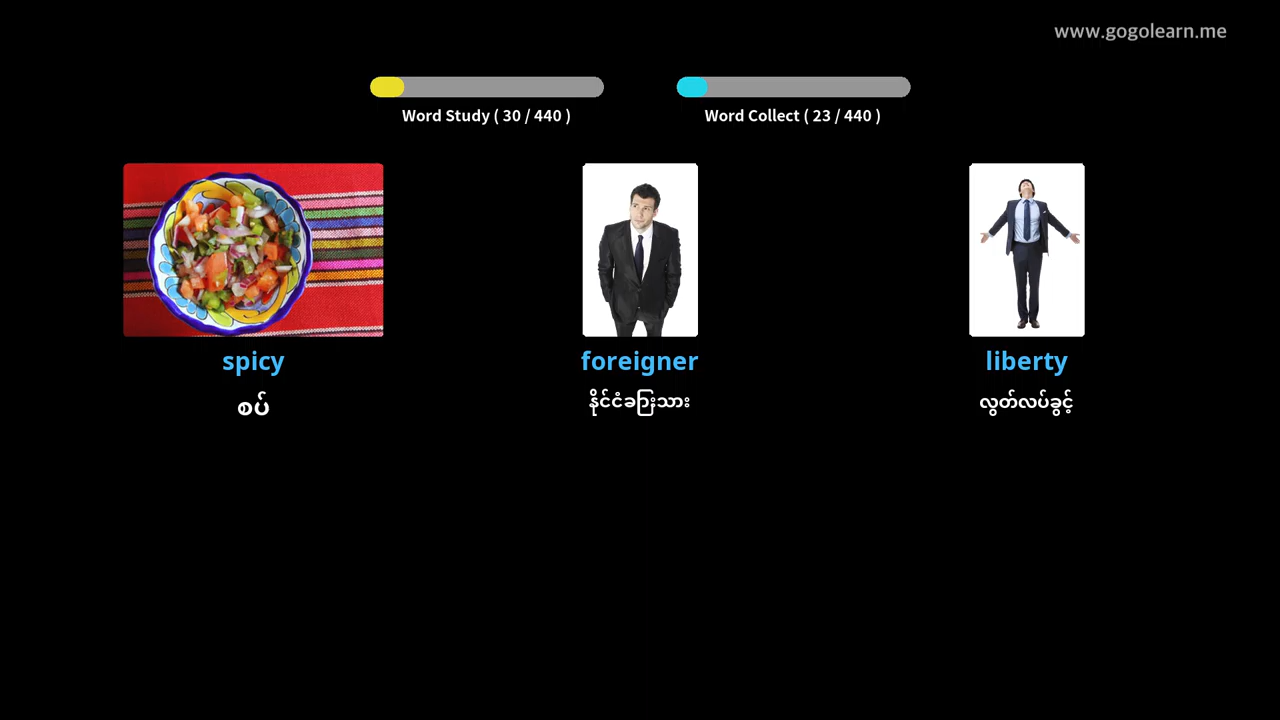 www.gogolearn.me
Word Study ( 30 / 440 )
Word Collect ( 23 / 440 )
spicy
foreigner
liberty
စပ်
နိုင်ငံခြားသား
လွတ်လပ်ခွင့်